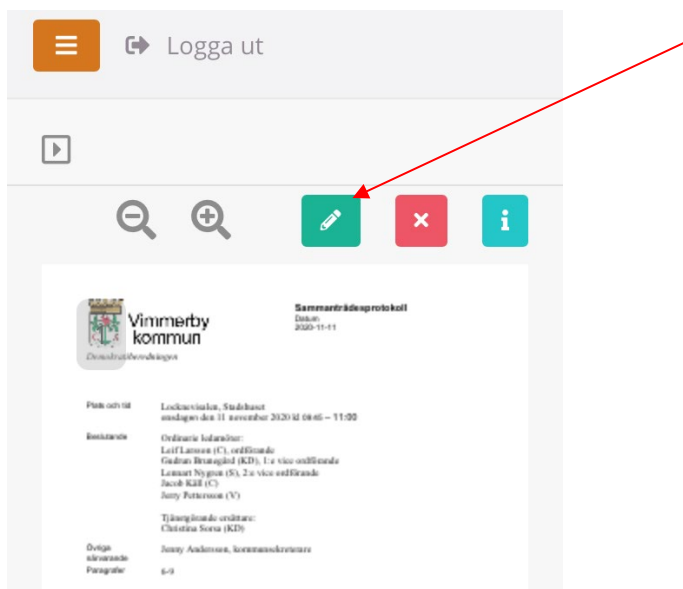 Logga ut
Vimmerby
kommun
Demokratiberedningen
Sammanträdesprotokoll
Datum
2020-11-11
Plats och tid
Locknevisalen, Stadshuset
onsdagen den 11 november 2020 kl 08:45 – 11:00
Beslutande
Ordinarie ledamöter:
Leif Larsson (C), ordförande
Gudrun Brunegård (KD), 1:e vice ordförande
Lennart Nygren (S), 2:e vice ordförande
Jacob Käll (C)
Jerry Pettersson (V)
Tjänstgörande ersättare:
Christina Sorsa (KD)
Övriga
närvarande
Jenny Andersson, kommunsekreterare
Paragrafer
6-9